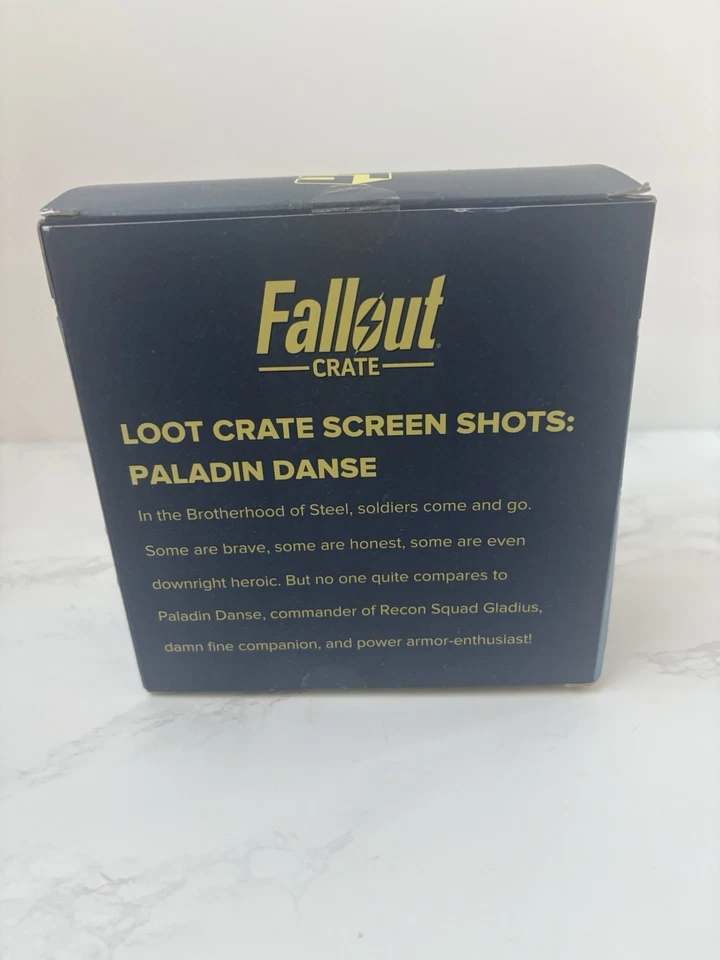 Fallout
CRATE
LOOT CRATE SCREEN SHOTS:
PALADIN DANSE
In the Brotherhood of Steel, soldiers come and go.
Some are brave, some are honest, some are even
downright heroic. But no one quite compares to
Paladin Danse, commander of Recon Squad Gladius,
damn fine companion, and power armor-enthusiast!